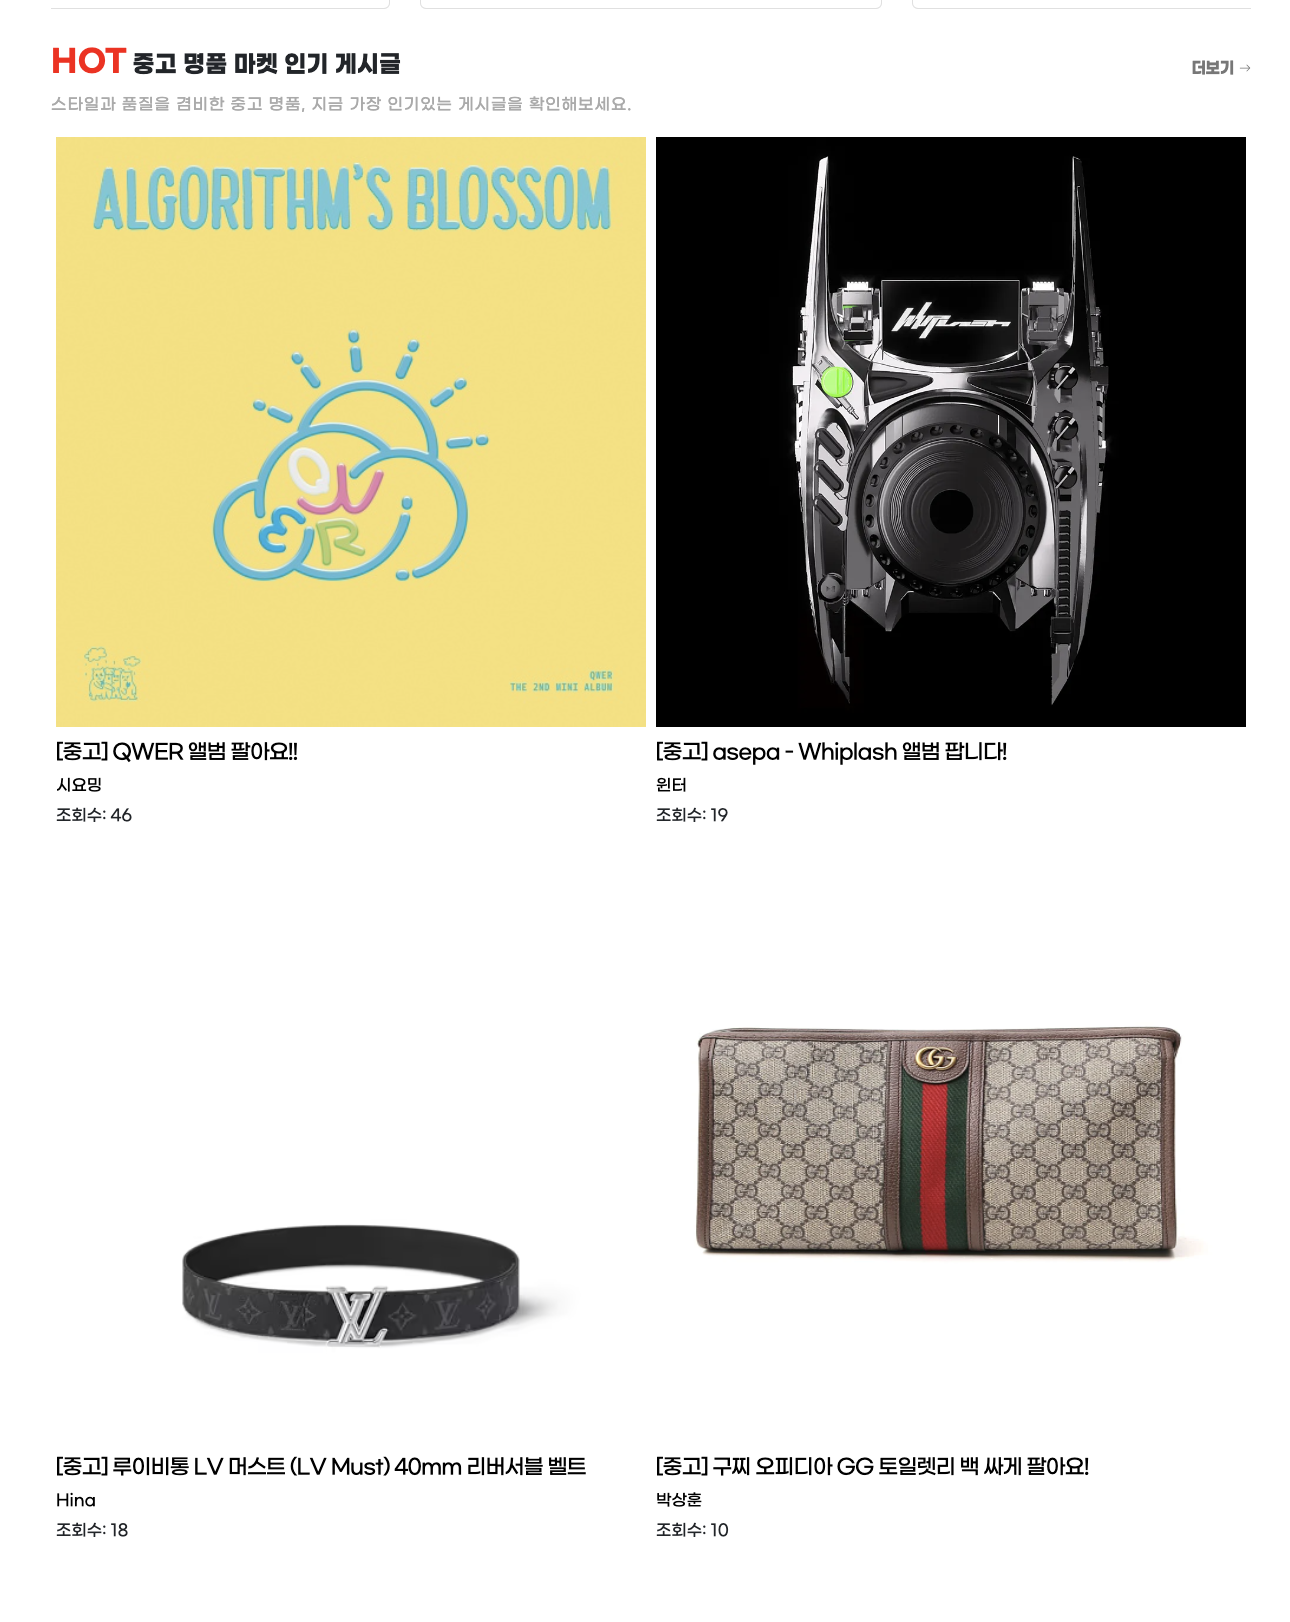 HOT 중고 명품 마켓 인기 게시글
더보기 →
스타일과 품질을 겸비한 중고 명품, 지금 가장 인기있는 게시글을 확인해보세요.
ALGORITHM'S BLOSSOM
QWER
QWER
THE 2ND MINI ALBUM
Whiplash
[중고] QWER 앨범 팔아요!!
시요밍
조회수: 46
[중고] asepa - Whiplash 앨범 팝니다!
윈터
조회수: 19
LV
GG
[중고] 루이비통 LV 머스트 (LV Must) 40mm 리버서블 벨트
Hina
조회수: 18
[중고] 구찌 오피디아 GG 토일렛리 백 싸게 팔아요!
박상훈
조회수: 10